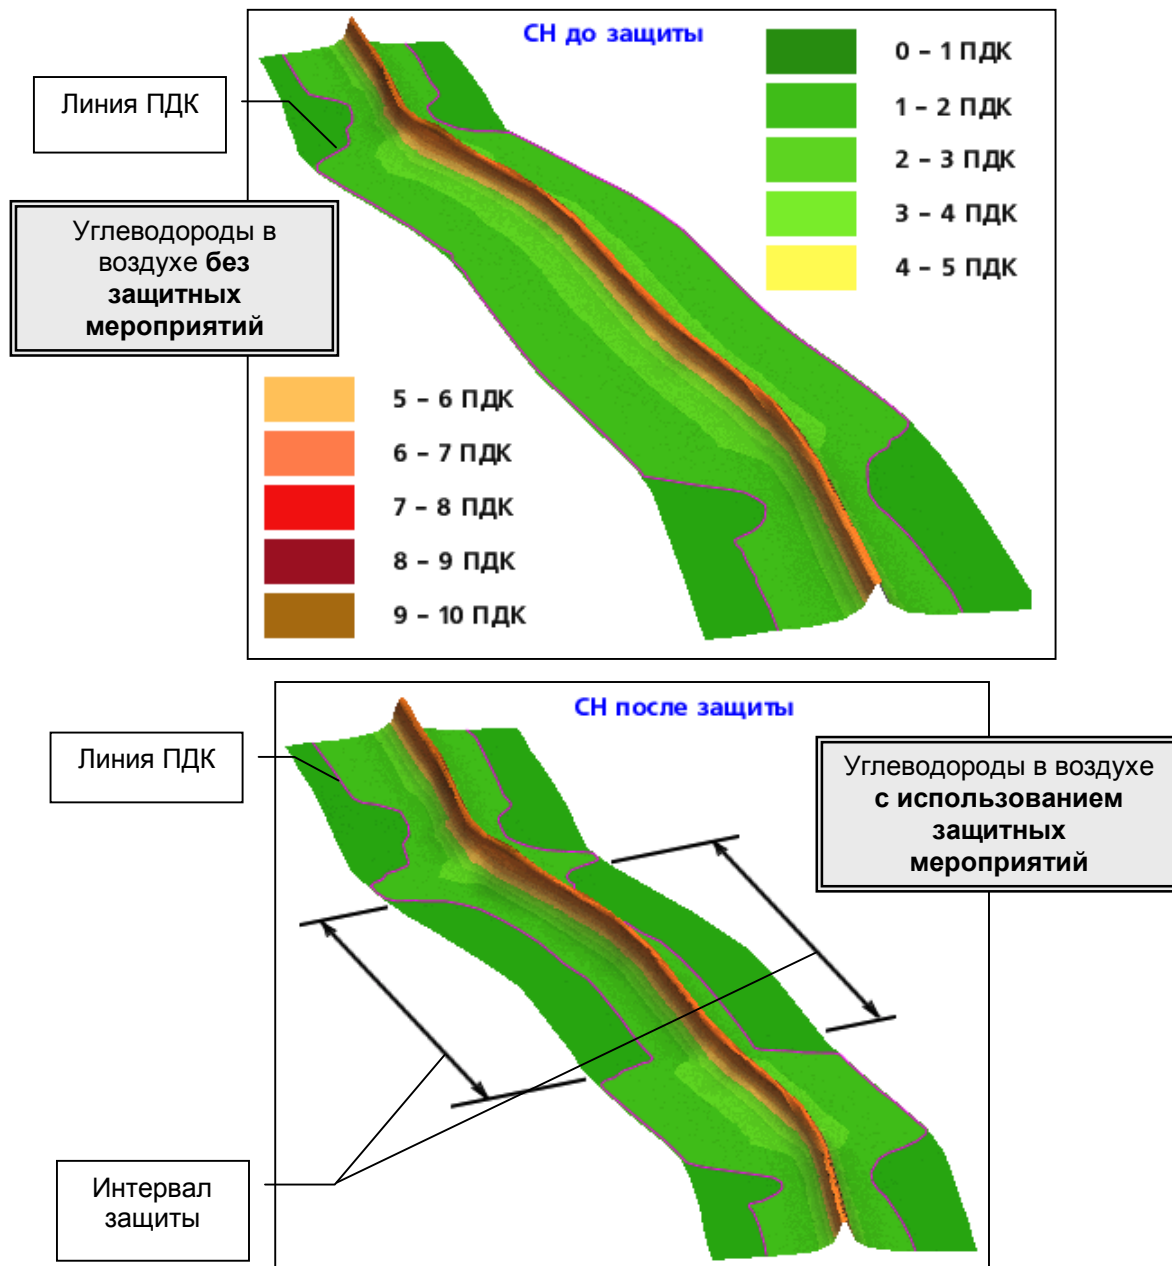 СН до защиты
0 – 1 ПДК
1 – 2 ПДК
2 – 3 ПДК
3 – 4 ПДК
4 – 5 ПДК
Линия ПДК
Углеводороды в
воздухе без
защитных
мероприятий
5 – 6 ПДК
6 – 7 ПДК
7 – 8 ПДК
8 – 9 ПДК
9 – 10 ПДК
СН после защиты
Линия ПДК
Углеводороды в воздухе
с использованием
защитных
мероприятий
Интервал
защиты